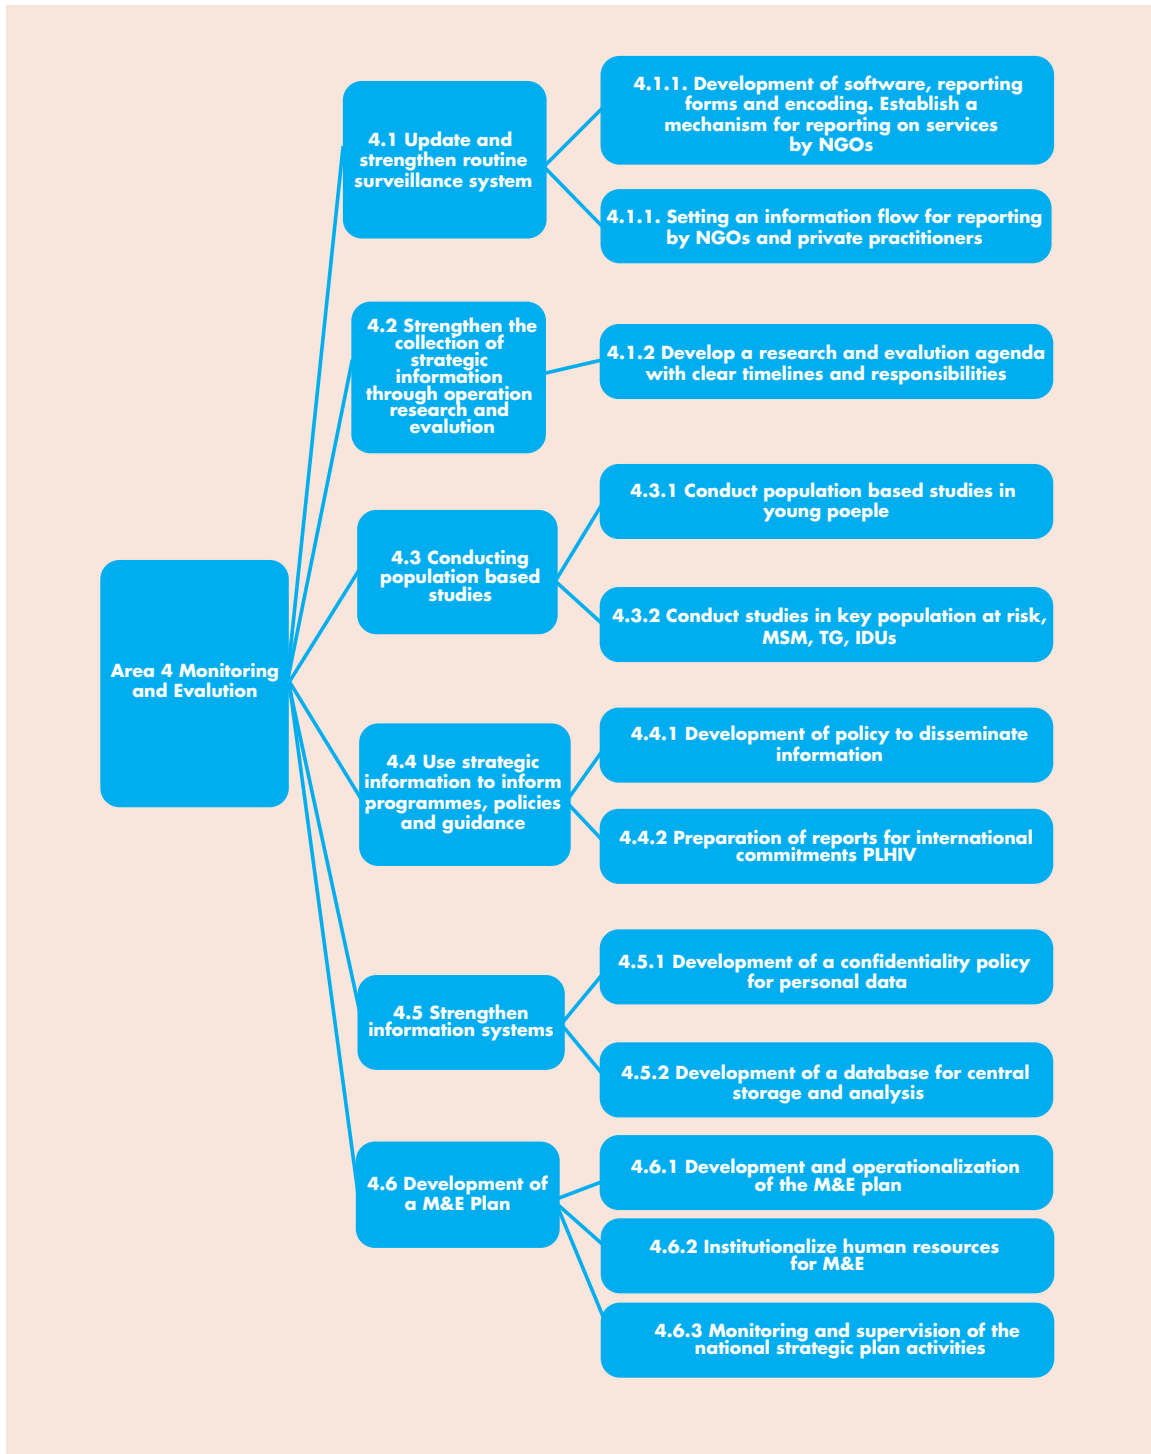 4.1 Update and
strengthen routine
surveillance system
4.1.1. Development of software, reporting
forms and encoding. Establish a
mechanism for reporting on services
by NGOs
4.1.1. Setting an information flow for reporting
by NGOs and private practitioners
4.2 Strengthen the
collection of
strategic
information
through operation
research and
evalution
4.1.2 Develop a research and evalution agenda
with clear timelines and responsibilities
4.3 Conducting
population based
studies
4.3.1 Conduct population based studies in
young poeple
4.3.2 Conduct studies in key population at risk,
MSM, TG, IDUs
Area 4 Monitoring
and Evalution
4.4 Use strategic
information to inform
programmes, policies
and guidance
4.4.1 Development of policy to disseminate
information
4.4.2 Preparation of reports for international
commitments PLHIV
4.5 Strengthen
information systems
4.5.1 Development of a confidentiality policy
for personal data
4.5.2 Development of a database for central
storage and analysis
4.6 Development of
a M&E Plan
4.6.1 Development and operationalization
of the M&E plan
4.6.2 Institutionalize human resources
for M&E
4.6.3 Monitoring and supervision of the
national strategic plan activities